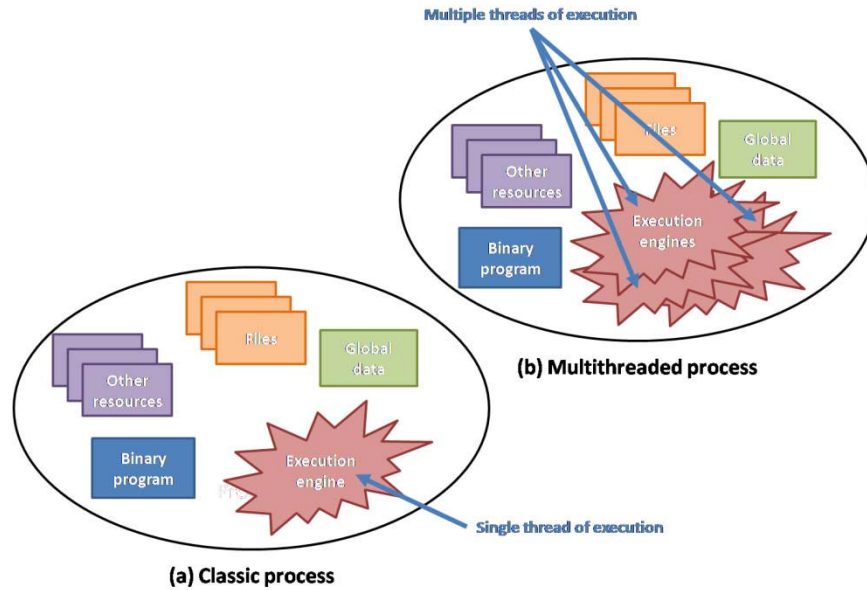 Multiple threads of execution
Files
Global
data
Other
resources
Execution
engines
Binary
program
(b) Multithreaded process
Files
Global
data
Other
resources
Binary
program
Execution
engine
Single thread of execution
(a) Classic process